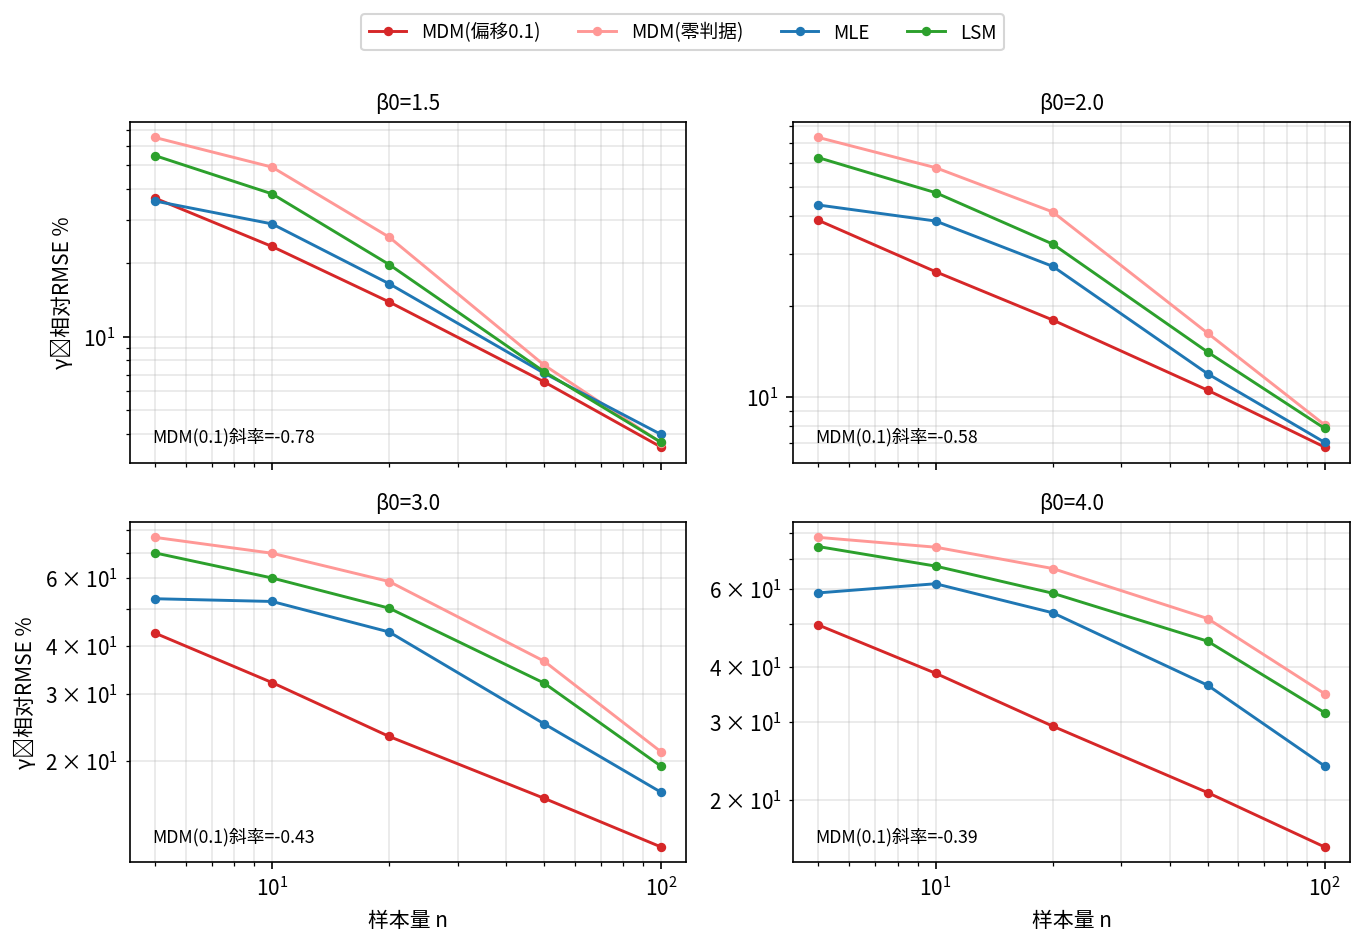 MDM(偏移0.1) MDM(零判据) MLE LSM
β0=1.5
β0=2.0
γ相对RMSE %
10¹
MDM(0.1)斜率=-0.78
10¹
MDM(0.1)斜率=-0.58
β0=3.0
β0=4.0
γ相对RMSE %
6 × 10¹
4 × 10¹
3 × 10¹
2 × 10¹
MDM(0.1)斜率=-0.43
10¹ 10²
样本量 n
6 × 10¹
4 × 10¹
3 × 10¹
2 × 10¹
MDM(0.1)斜率=-0.39
10¹ 10²
样本量 n